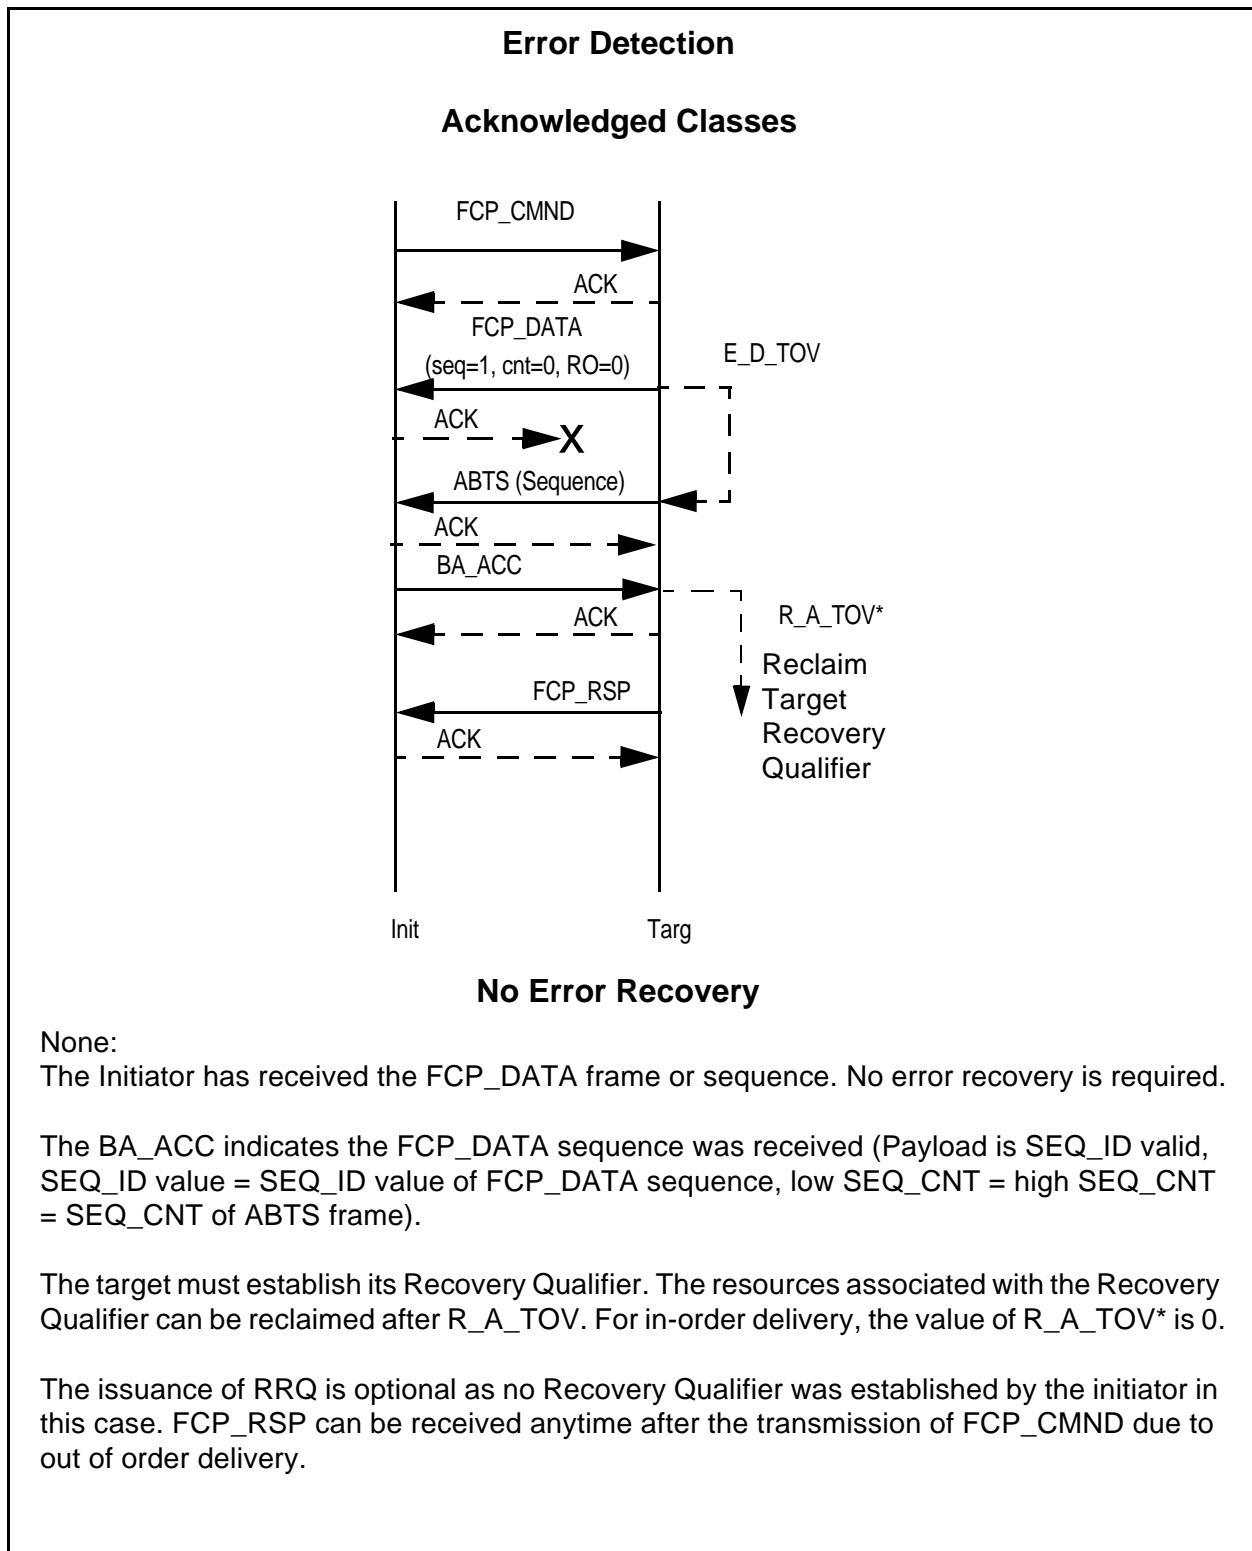 Error Detection
Acknowledged Classes
FCP_CMND
ACK
FCP_DATA
(seq=1, cnt=0, RO=0)
E_D_TOV
ACK
X
ABTS (Sequence)
ACK
BA_ACC
ACK
R_A_TOV*
Reclaim
Target
Recovery
Qualifier
FCP_RSP
ACK
Init
Targ
No Error Recovery
None:
The Initiator has received the FCP_DATA frame or sequence. No error recovery is required.
The BA_ACC indicates the FCP_DATA sequence was received (Payload is SEQ_ID valid,
SEQ_ID value = SEQ_ID value of FCP_DATA sequence, low SEQ_CNT = high SEQ_CNT
= SEQ_CNT of ABTS frame).
The target must establish its Recovery Qualifier. The resources associated with the Recovery
Qualifier can be reclaimed after R_A_TOV. For in-order delivery, the value of R_A_TOV* is 0.
The issuance of RRQ is optional as no Recovery Qualifier was established by the initiator in
this case. FCP_RSP can be received anytime after the transmission of FCP_CMND due to
out of order delivery.